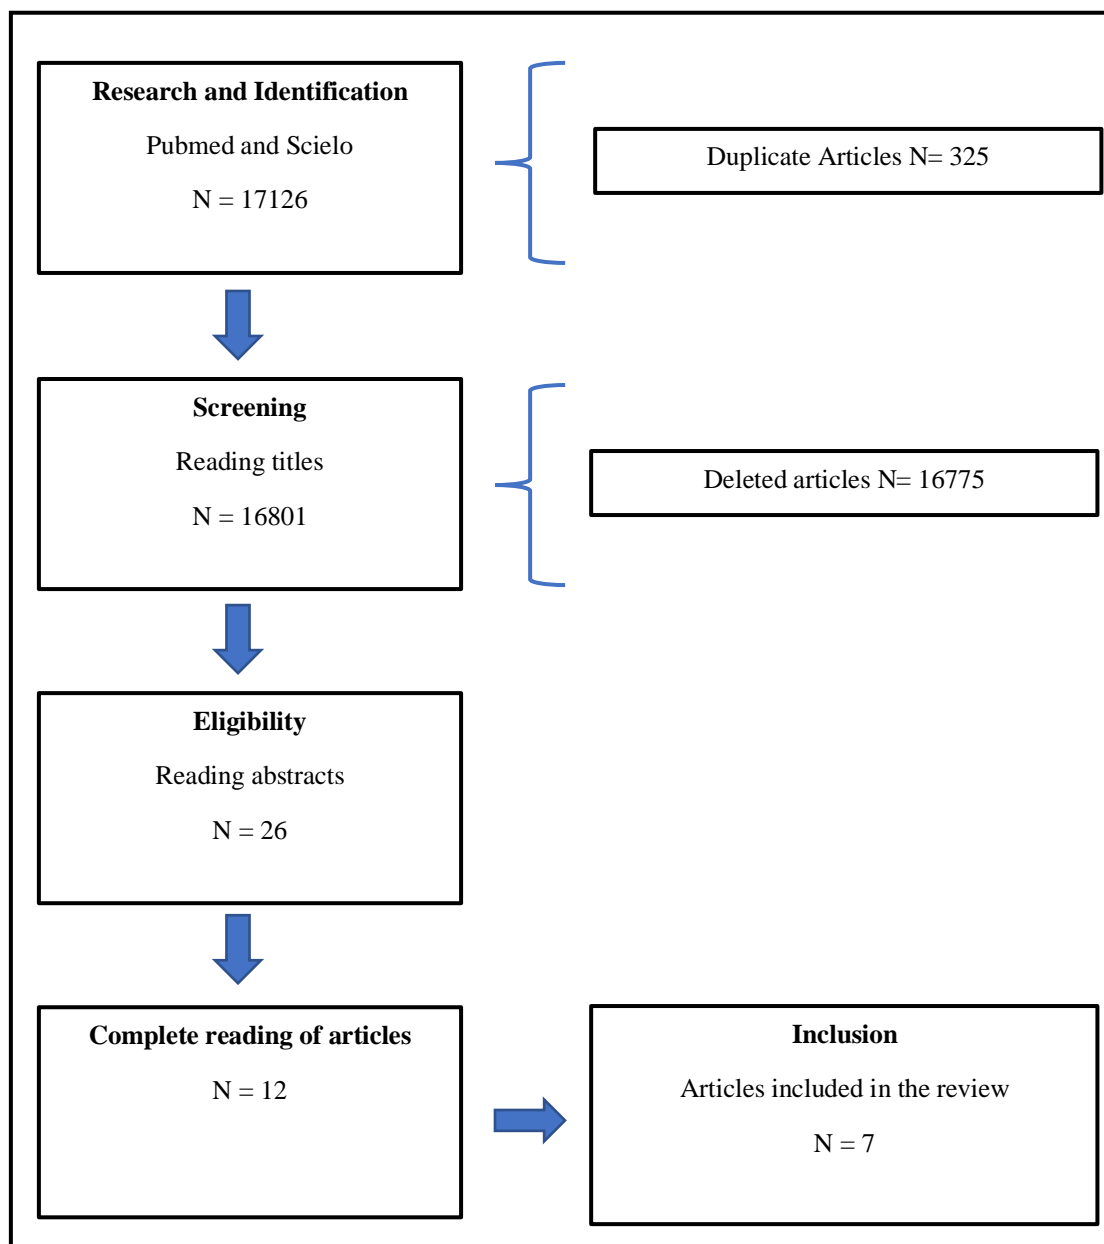 Research and Identification
Pubmed and Scielo
N = 17126
Duplicate Articles N= 325
Screening
Reading titles
N = 16801
Deleted articles N= 16775
Eligibility
Reading abstracts
N = 26
Complete reading of articles
N = 12
Inclusion
Articles included in the review
N = 7